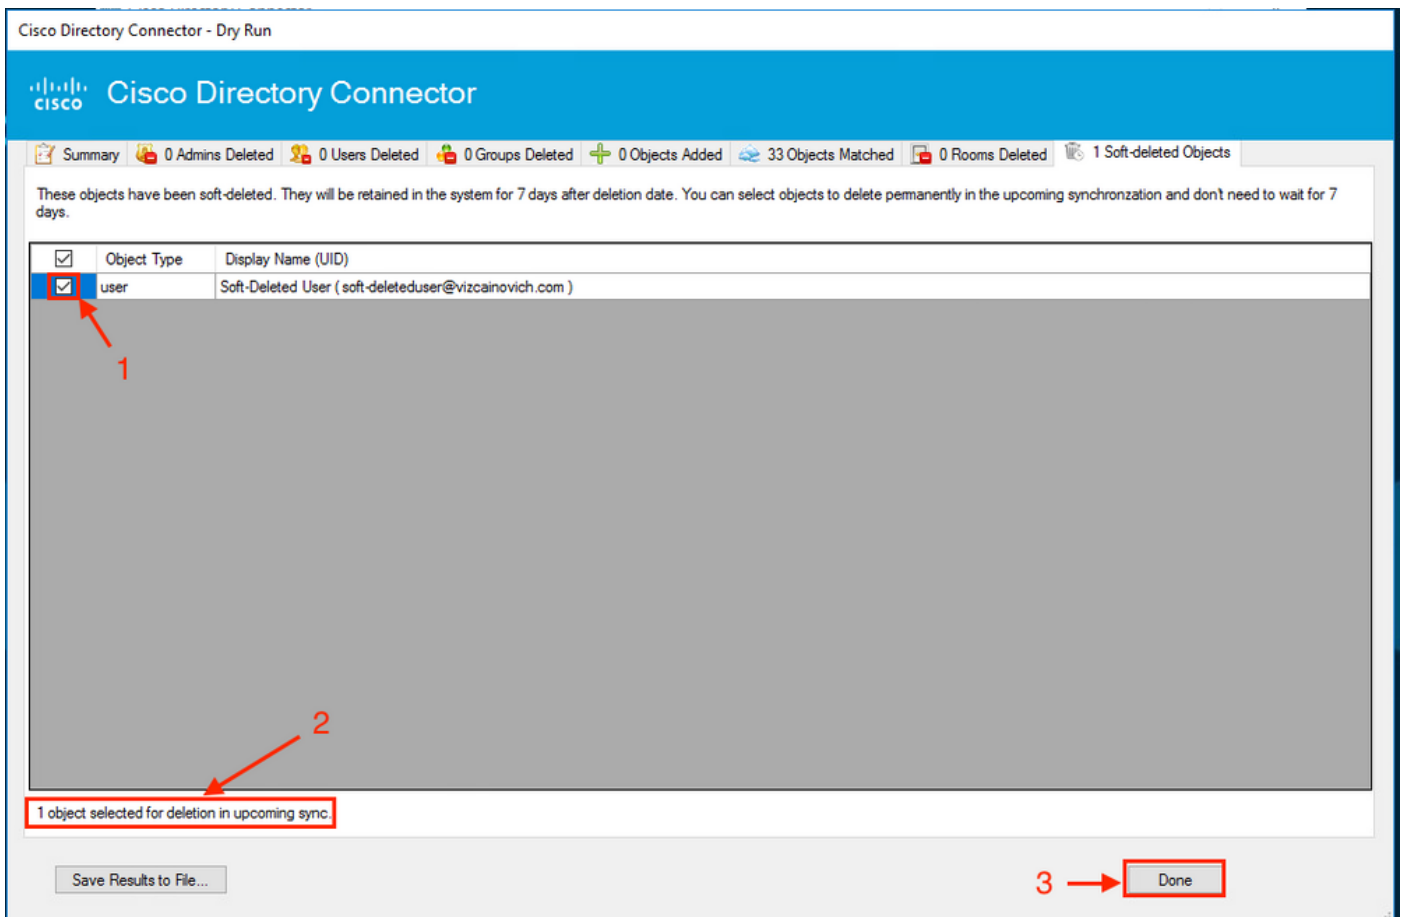 Cisco Directory Connector - Dry Run
CISCO Cisco Directory Connector
Summary 0 Admins Deleted 0 Users Deleted 0 Groups Deleted 0 Objects Added 33 Objects Matched 0 Rooms Deleted 1 Soft-deleted Objects
These objects have been soft-deleted. They will be retained in the system for 7 days after deletion date. You can select objects to delete permanently in the upcoming synchronzation and don't need to wait for 7
days.
Object Type Display Name (UID)
user Soft-Deleted User ( soft-deleteduser@vizcainovich.com )
1
2
1 object selected for deletion in upcoming sync.
Save Results to File... 3 Done